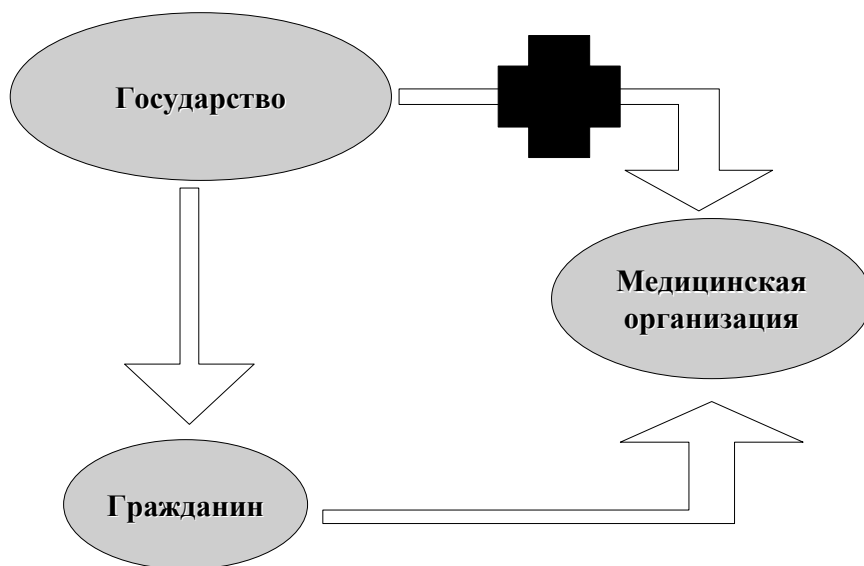 Государство
Медицинская
организация
Гражданин